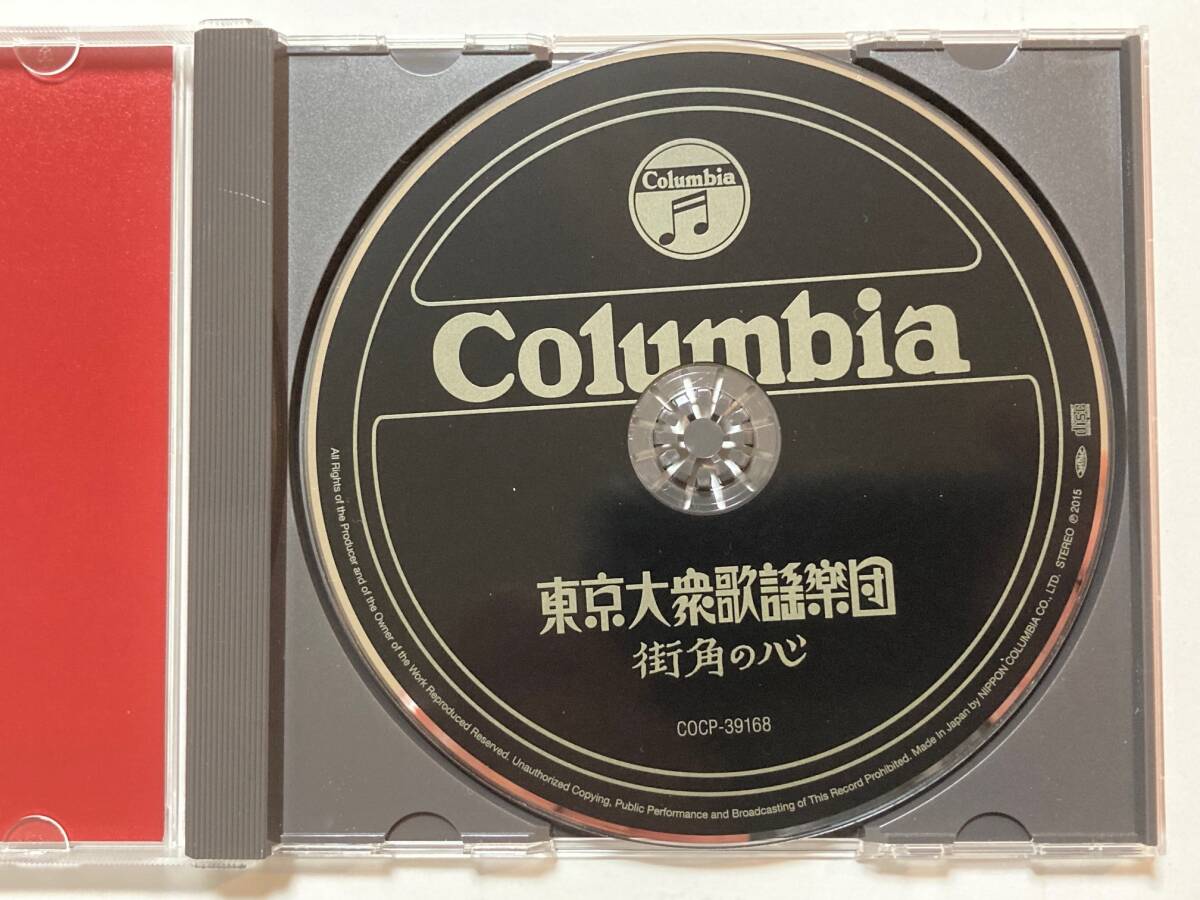 Columbia
Columbia
東京大衆歌謡樂団
街角の心
COCP-39168
All Rights of the Producer and of the Owner of the Work Reproduced Reserved. Unauthorized Copying, Public Performance and Broadcasting of This Record Prohibited. Made In Japan by NIPPON COLUMBIA CO., LTD. STEREO ℗ 2015
disc